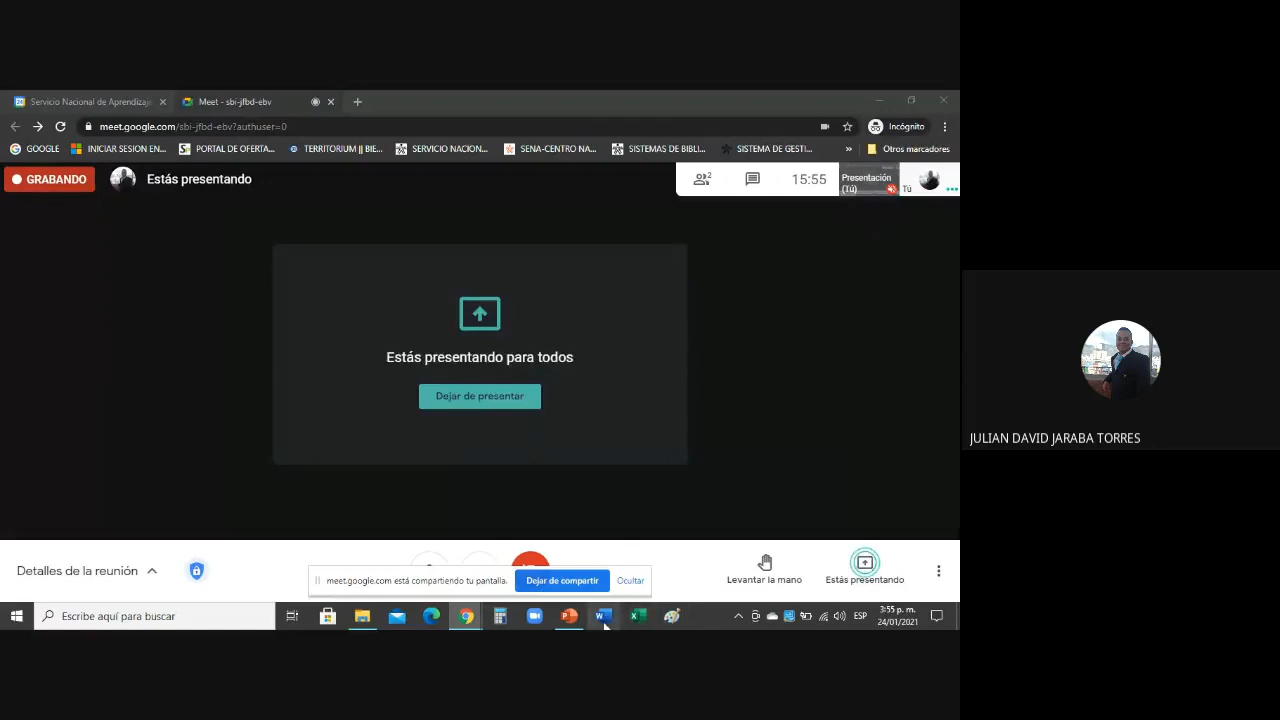 Servicio Nacional de Aprendizaje
Meet - sbi-jfbd-ebv
meet.google.com/sbi-jfbd-ebv?authuser=0
Incógnito
GOOGLE
INICIAR SESION EN...
PORTAL DE OFERTA...
TERRITORIUM || BIE...
SERVICIO NACION...
SENA-CENTRO NA...
SISTEMAS DE BIBLI...
SISTEMA DE GESTI...
»
Otros marcadores
GRABANDO
Estás presentando
2
15:55
Presentación
(Tú)
Tú
Estás presentando para todos
Dejar de presentar
JULIAN DAVID JARABA TORRES
Detalles de la reunión
meet.google.com está compartiendo tu pantalla.
Dejar de compartir
Ocultar
Levantar la mano
Estás presentando
Escribe aquí para buscar
ESP
3:55 p. m.
24/01/2021